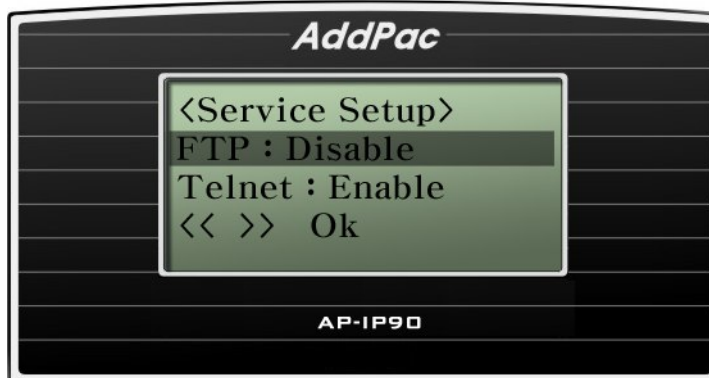 AddPac
<Service Setup>
FTP : Disable
Telnet : Enable
<< >> Ok
AP-IP90